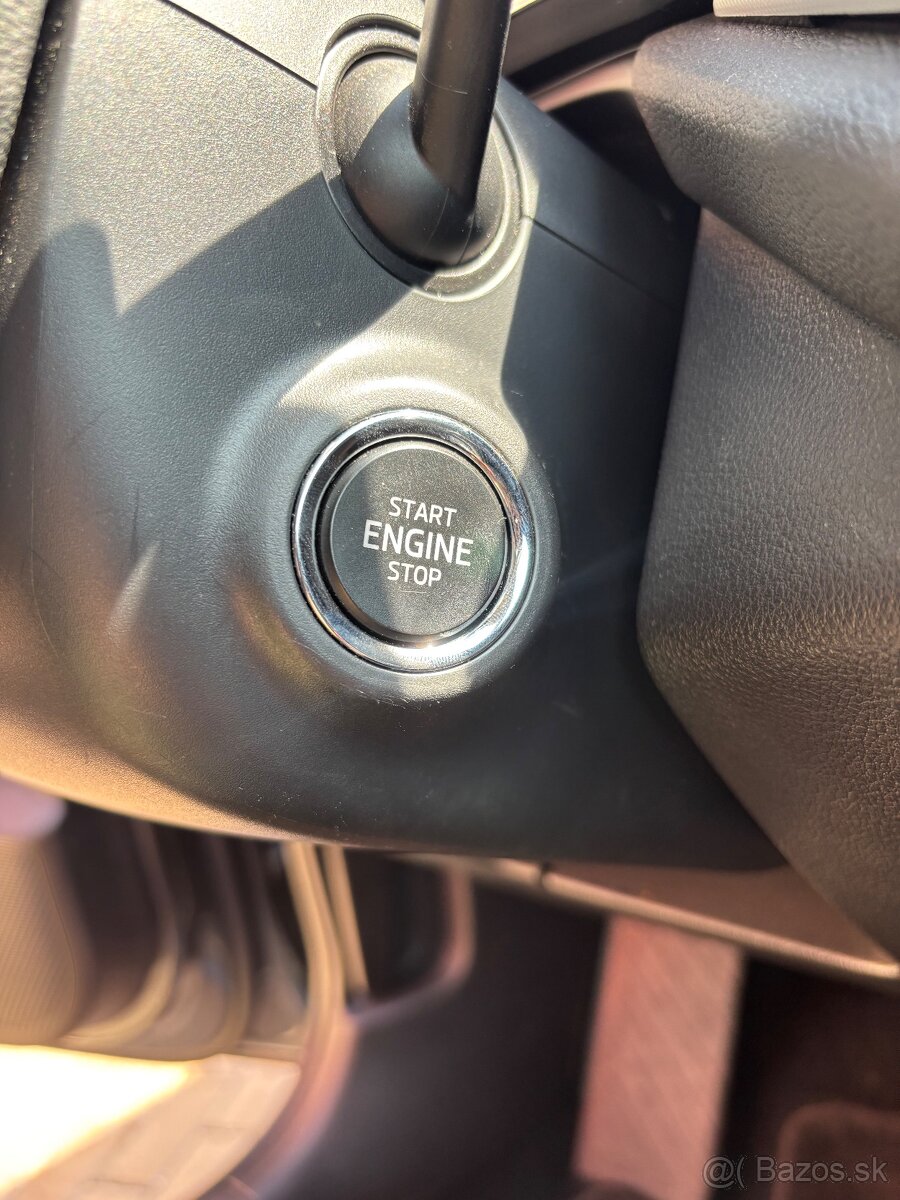 START
ENGINE
STOP
@( Bazos.sk